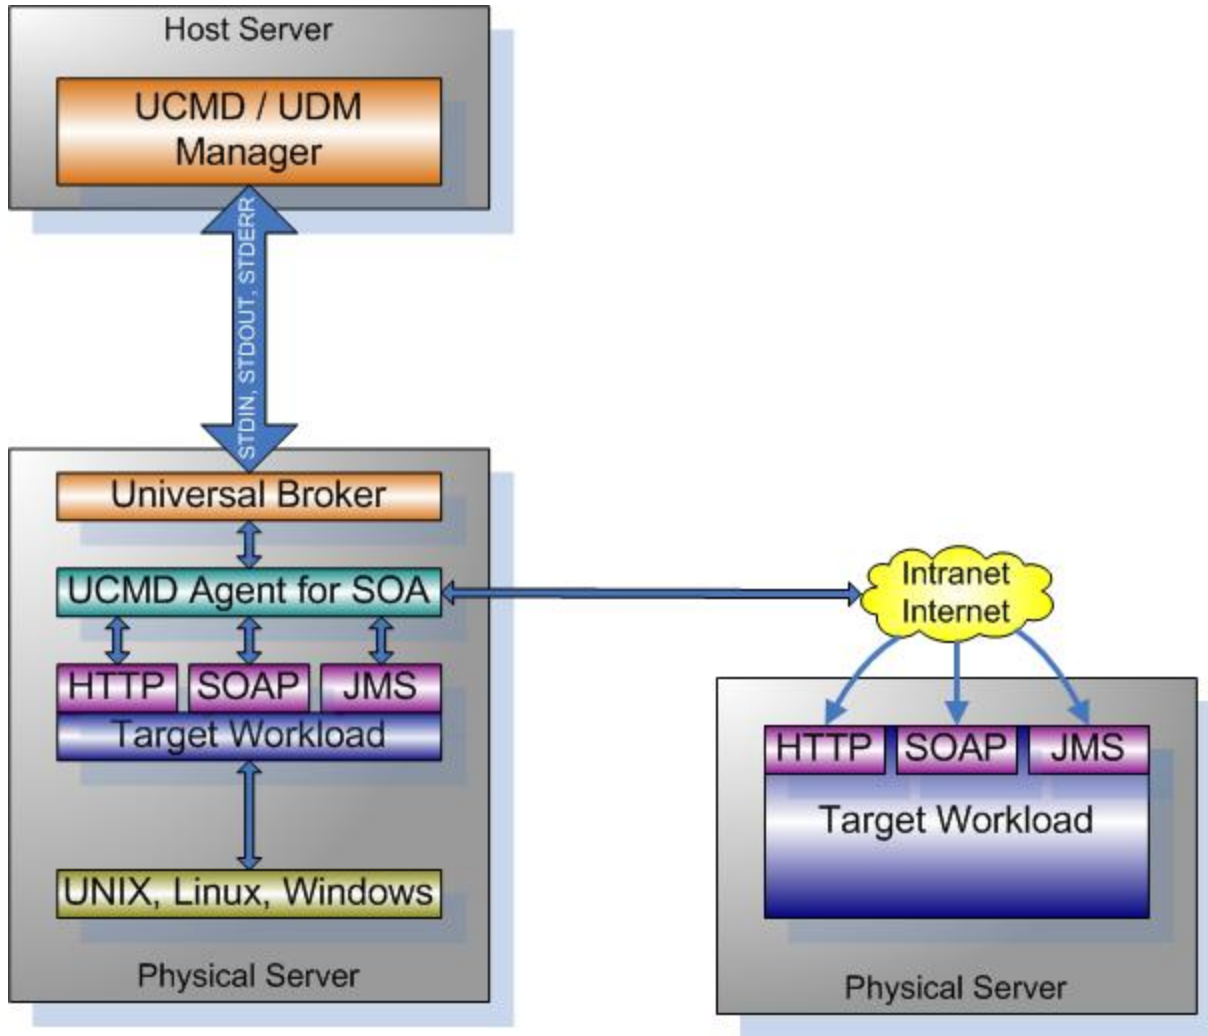 Host Server
UCMD / UDM
Manager
STDIN, STDOUT, STDERR
Universal Broker
UCMD Agent for SOA
HTTP
SOAP
JMS
Target Workload
UNIX, Linux, Windows
Physical Server
Intranet
Internet
HTTP
SOAP
JMS
Target Workload
Physical Server